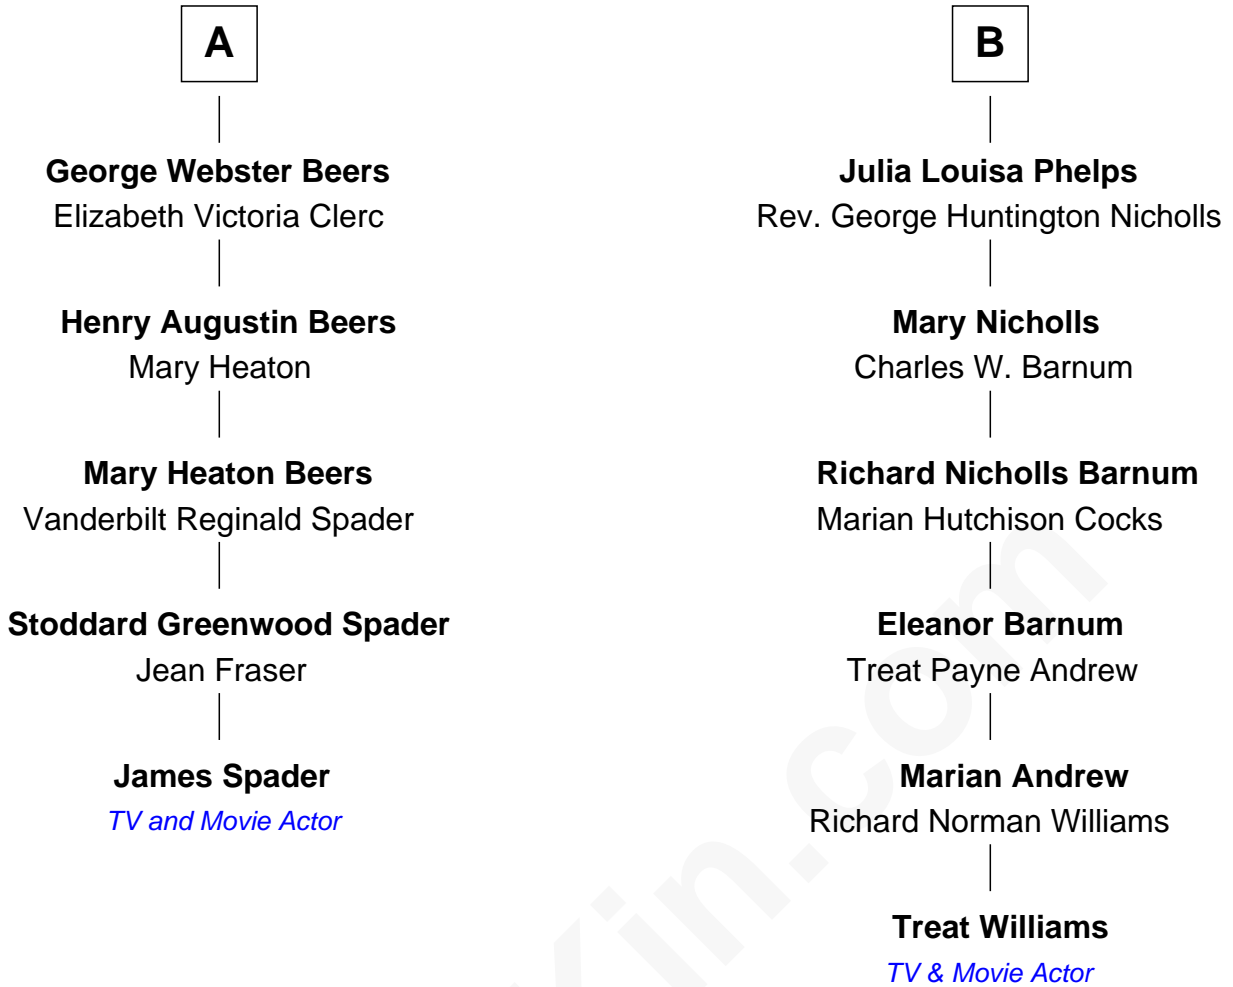 A
George Webster Beers
Elizabeth Victoria Clerc
Henry Augustin Beers
Mary Heaton
Mary Heaton Beers
Vanderbilt Reginald Spader
Stoddard Greenwood Spader
Jean Fraser
James Spader
TV and Movie Actor
B
Julia Louisa Phelps
Rev. George Huntington Nicholls
Mary Nicholls
Charles W. Barnum
Richard Nicholls Barnum
Marian Hutchison Cocks
Eleanor Barnum
Treat Payne Andrew
Marian Andrew
Richard Norman Williams
Treat Williams
TV & Movie Actor
Kin.com